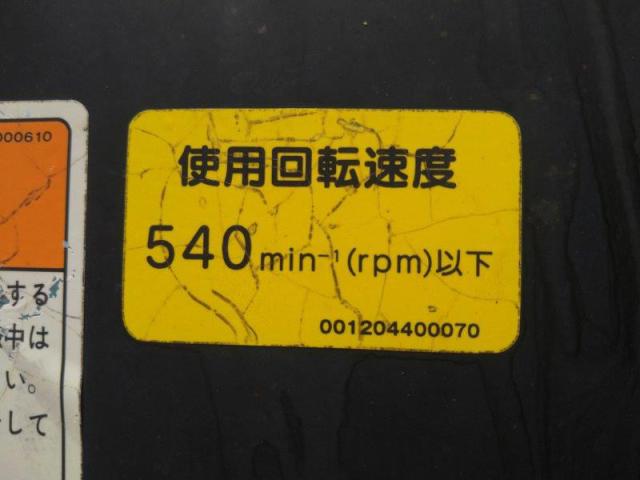 000610
する
中は
い。
して
使用回転速度
540 min⁻¹(rpm)以下
001204400070